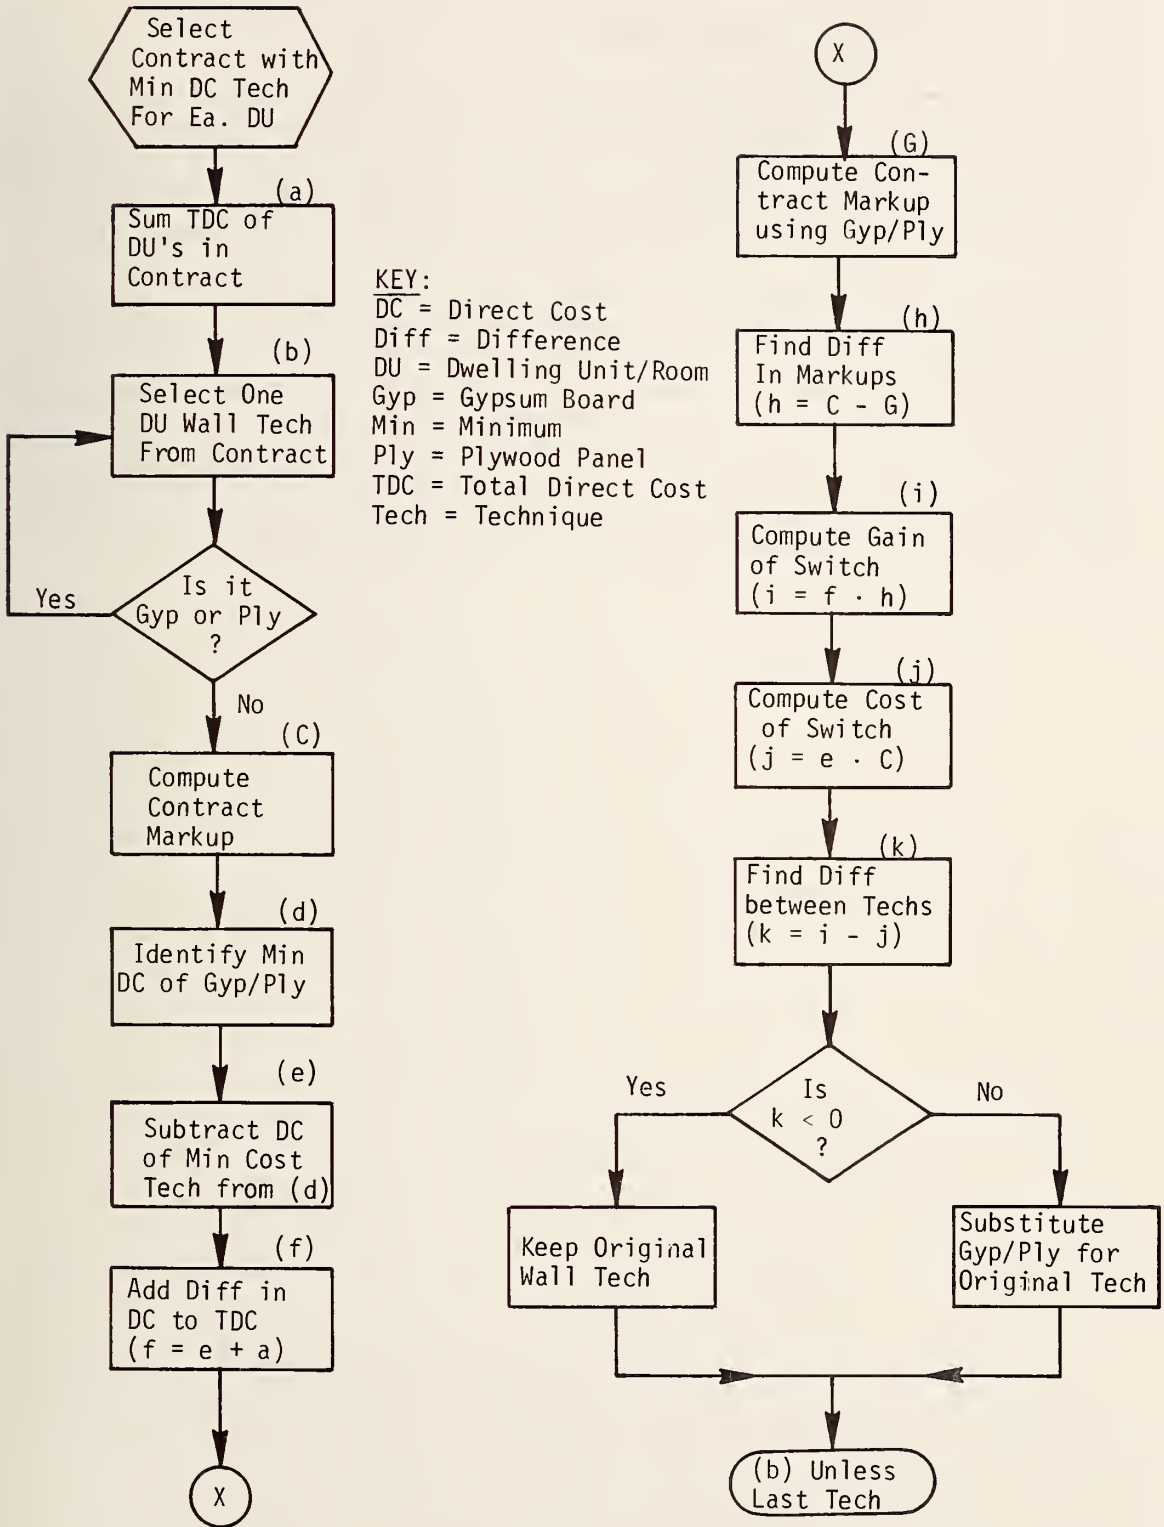 Select
Contract with
Min DC Tech
For Ea. DU
(a)
Sum TDC of
DU's in
Contract
(b)
Select One
DU Wall Tech
From Contract
Is it
Gyp or Ply
?
Yes
No
(C)
Compute
Contract
Markup
(d)
Identify Min
DC of Gyp/Ply
(e)
Subtract DC
of Min Cost
Tech from (d)
(f)
Add Diff in
DC to TDC
(f = e + a)
X
KEY:
DC = Direct Cost
Diff = Difference
DU = Dwelling Unit/Room
Gyp = Gypsum Board
Min = Minimum
Ply = Plywood Panel
TDC = Total Direct Cost
Tech = Technique
X
(G)
Compute Con-
tract Markup
using Gyp/Ply
(h)
Find Diff
In Markups
(h = C - G)
(i)
Compute Gain
of Switch
(i = f · h)
(j)
Compute Cost
of Switch
(j = e · C)
(k)
Find Diff
between Techs
(k = i - j)
Is
k < 0
?
Yes
No
Keep Original
Wall Tech
Substitute
Gyp/Ply for
Original Tech
(b) Unless
Last Tech